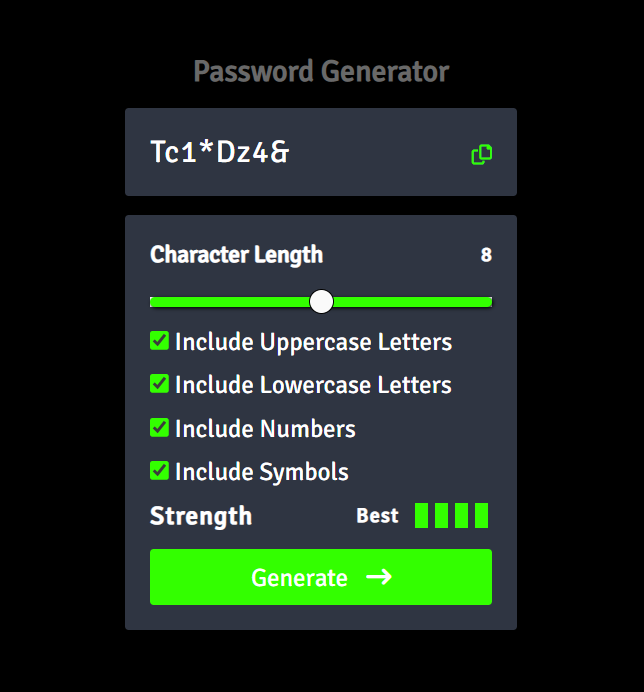 Password Generator
Tc1*Dz4&
Character Length 8
Include Uppercase Letters
Include Lowercase Letters
Include Numbers
Include Symbols
Strength Best
Generate →